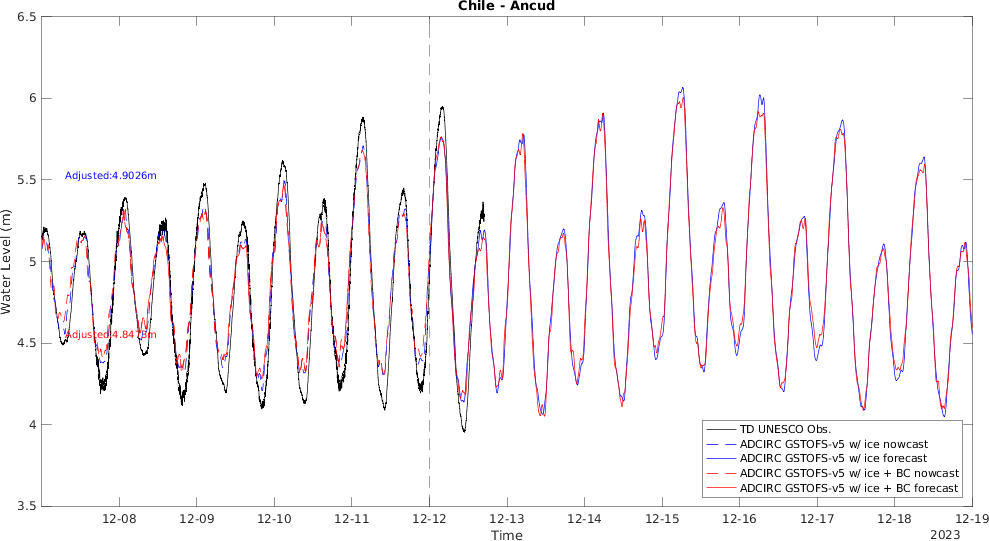 Chile - Ancud
6.5
6
5.5
5
4.5
4
3.5
Water Level (m)
Adjusted:4.9026m
Adjusted:4.8475m
TD UNESCO Obs.
ADCIRC GSTOFS-v5 w/ ice nowcast
ADCIRC GSTOFS-v5 w/ ice forecast
ADCIRC GSTOFS-v5 w/ ice + BC nowcast
ADCIRC GSTOFS-v5 w/ ice + BC forecast
12-08 12-09 12-10 12-11 12-12 12-13 12-14 12-15 12-16 12-17 12-18 12-19
Time
2023